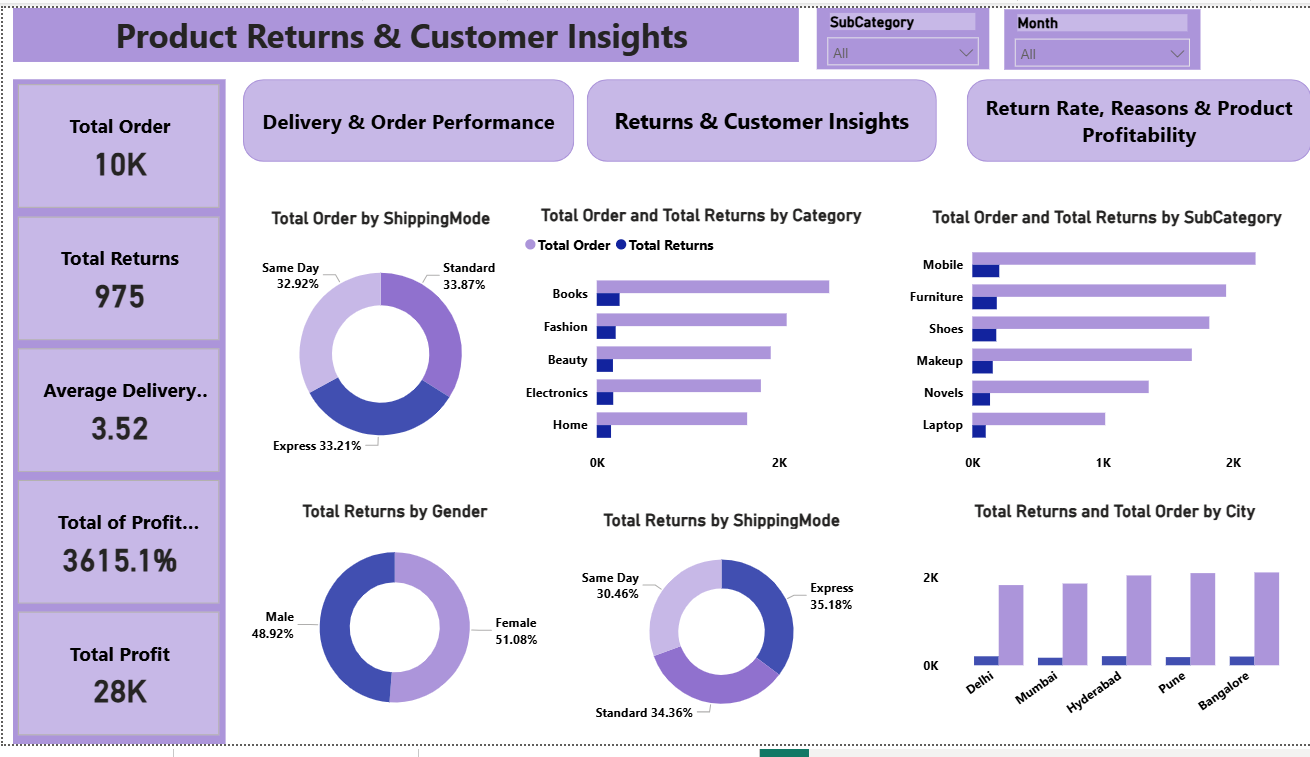 Product Returns & Customer Insights
SubCategory
All
Month
All
Total Order
10K
Total Returns
975
Average Delivery..
3.52
Total of Profit...
3615.1%
Total Profit
28K
Delivery & Order Performance
Returns & Customer Insights
Return Rate, Reasons & Product
Profitability
Total Order by ShippingMode
Same Day
32.92%
Standard
33.87%
Express 33.21%
Total Order and Total Returns by Category
Total Order Total Returns
Books
Fashion
Beauty
Electronics
Home
0K 2K
Total Order and Total Returns by SubCategory
Mobile
Furniture
Shoes
Makeup
Novels
Laptop
0K 1K 2K
Total Returns by Gender
Male
48.92%
Female
51.08%
Total Returns by ShippingMode
Same Day
30.46%
Express
35.18%
Standard 34.36%
Total Returns and Total Order by City
2K
0K
Delhi
Mumbai
Hyderabad
Pune
Bangalore